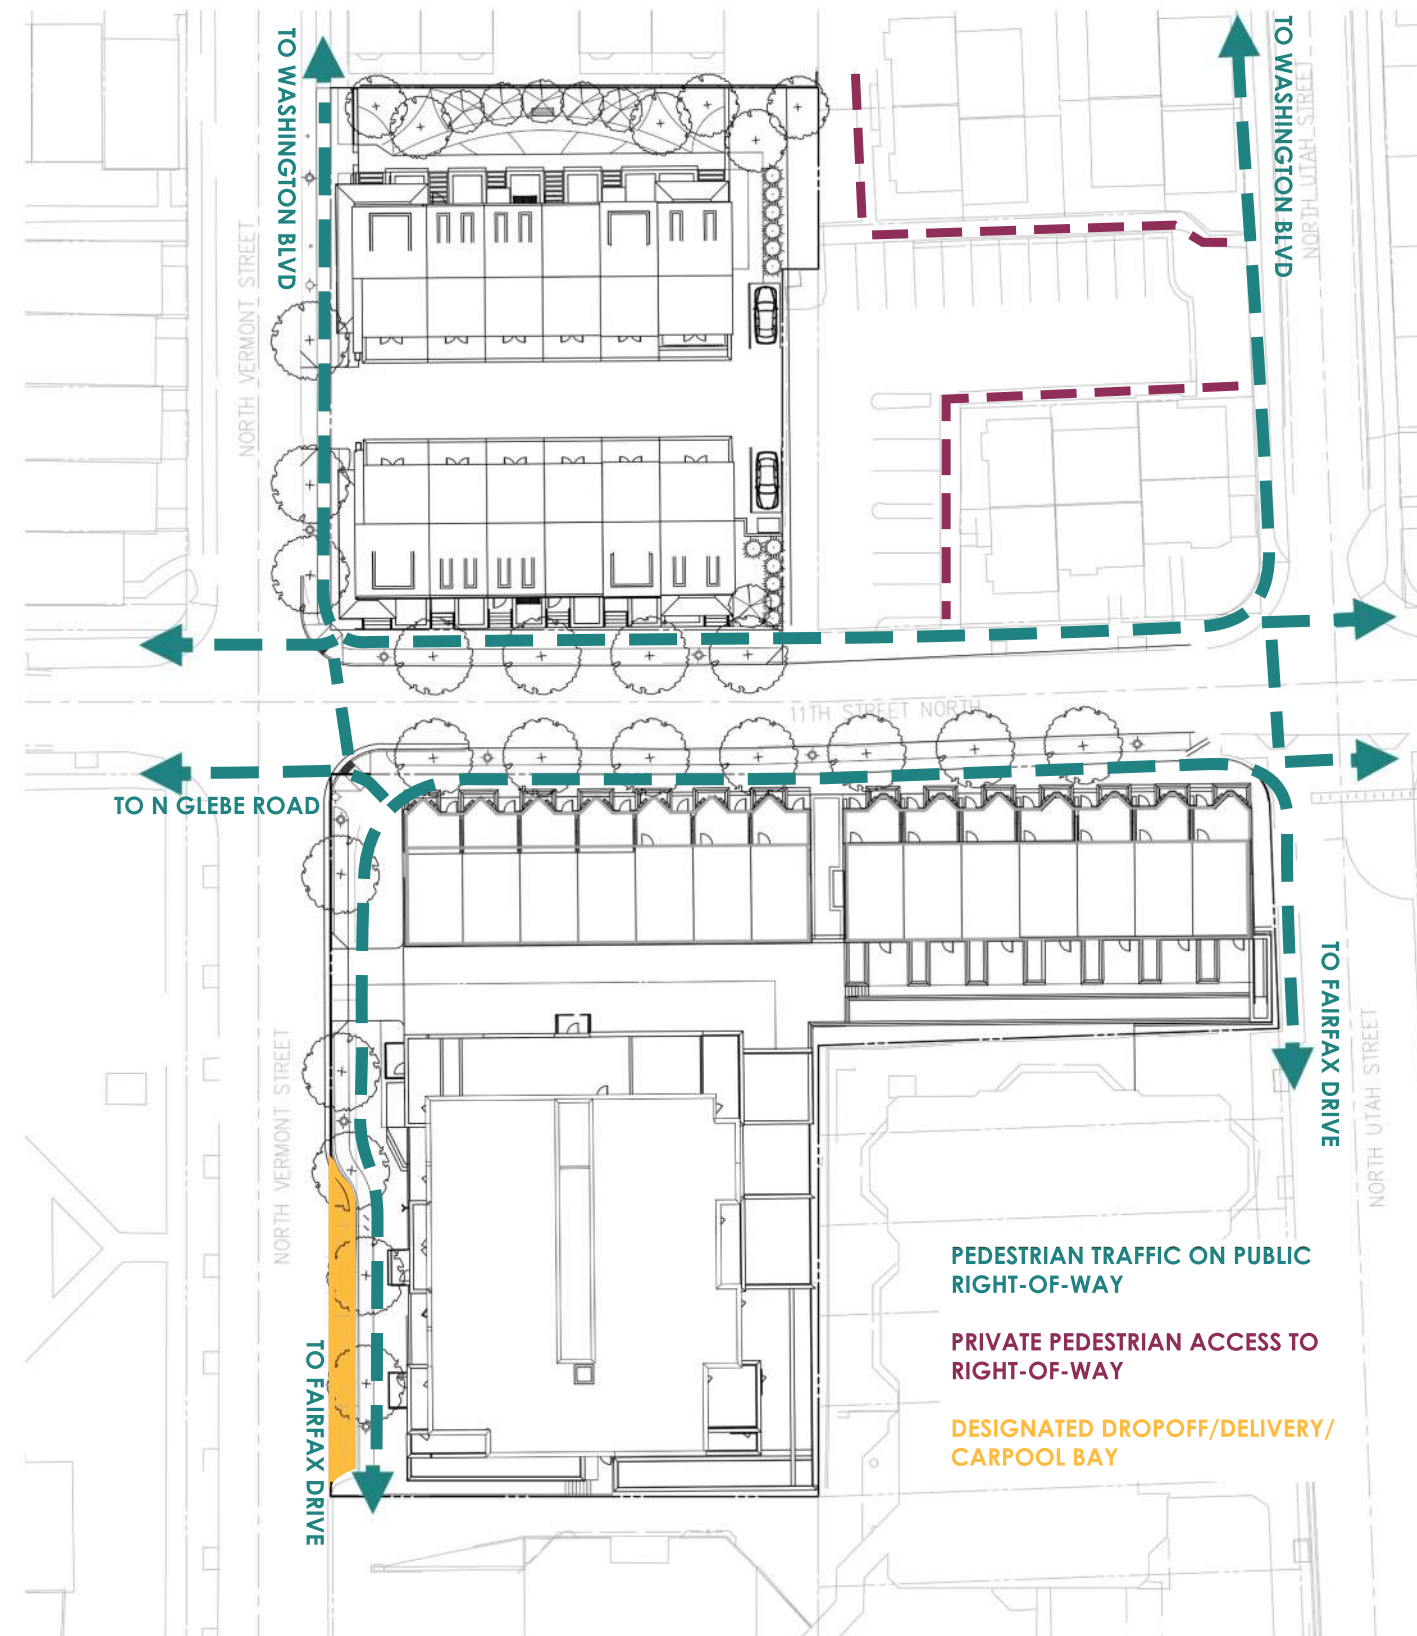 TO WASHINGTON BLVD
TO WASHINGTON BLVD
NORTH UTAH STREET
NORTH VERMONT STREET
11TH STREET NORTH
TO N GLEBE ROAD
TO FAIRFAX DRIVE
NORTH UTAH STREET
NORTH VERMONT STREET
TO FAIRFAX DRIVE
PEDESTRIAN TRAFFIC ON PUBLIC
RIGHT-OF-WAY
PRIVATE PEDESTRIAN ACCESS TO
RIGHT-OF-WAY
DESIGNATED DROPOFF/DELIVERY/
CARPOOL BAY